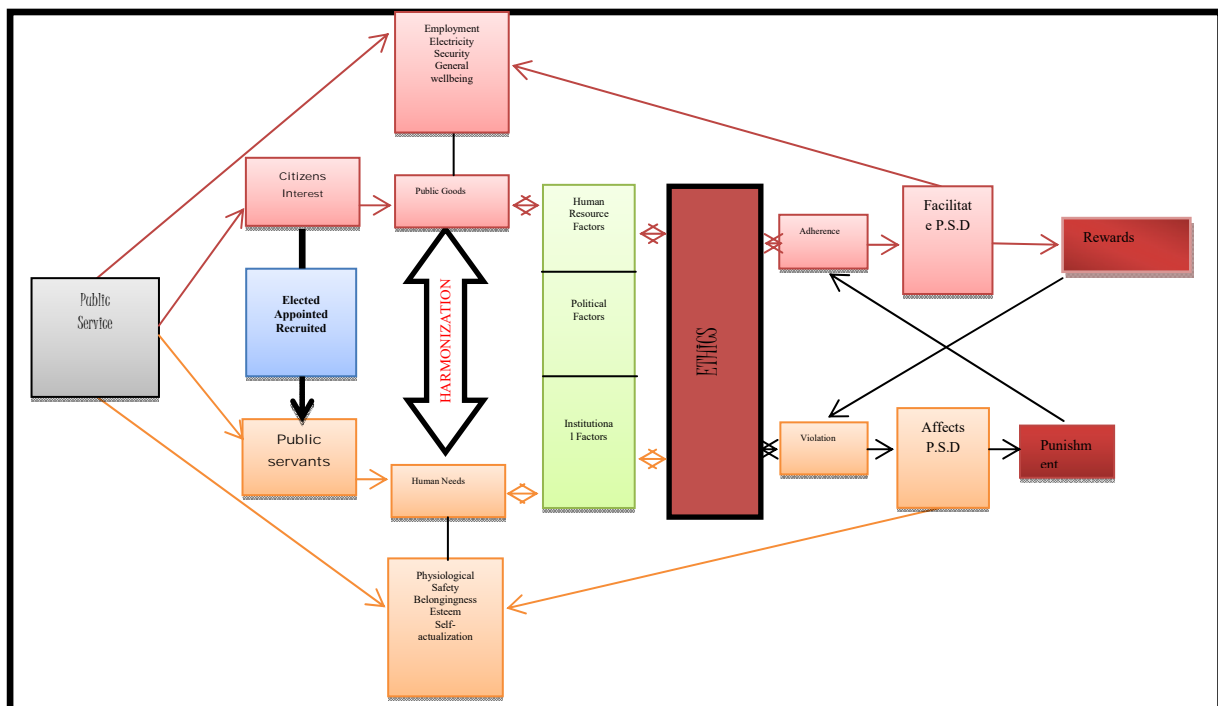 Employment
Electricity
Security
General
wellbeing
Citizens
Interest
Public Goods
Human
Resource
Factors
Adherence
Facilitat
e P.S.D
Rewards
Public
Service
Elected
Appointed
Recruited
HARMONIZATION
Political
Factors
ETHICS
Public
servants
Human Needs
Institutiona
l Factors
Violation
Affects
P.S.D
Punishm
ent
Physiological
Safety
Belongingness
Esteem
Self-
actualization